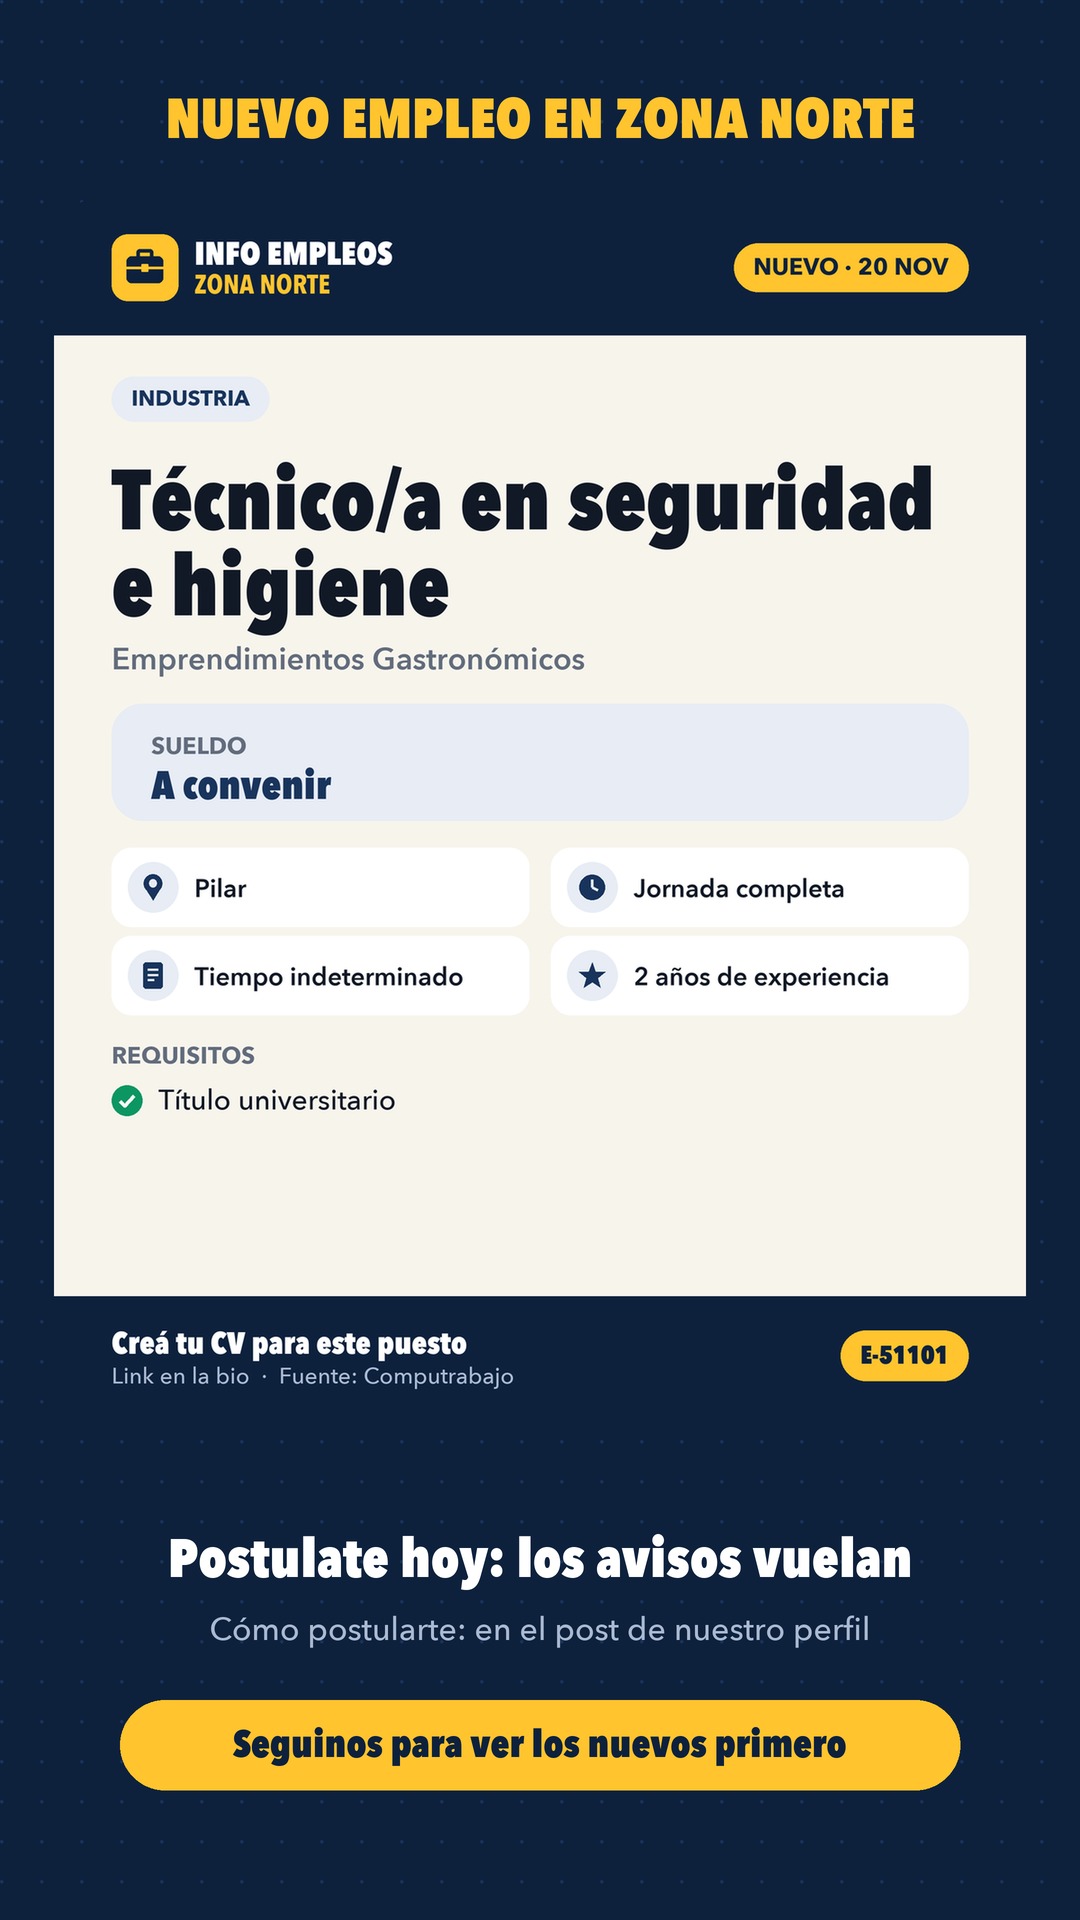 NUEVO EMPLEO EN ZONA NORTE
INFO EMPLEOS
ZONA NORTE
NUEVO · 20 NOV
INDUSTRIA
Técnico/a en seguridad
e higiene
Emprendimientos Gastronómicos
SUELDO
A convenir
Pilar
Jornada completa
Tiempo indeterminado
2 años de experiencia
REQUISITOS
Título universitario
Creá tu CV para este puesto
Link en la bio · Fuente: Computrabajo
E-51101
Postulate hoy: los avisos vuelan
Cómo postularte: en el post de nuestro perfil
Seguinos para ver los nuevos primero